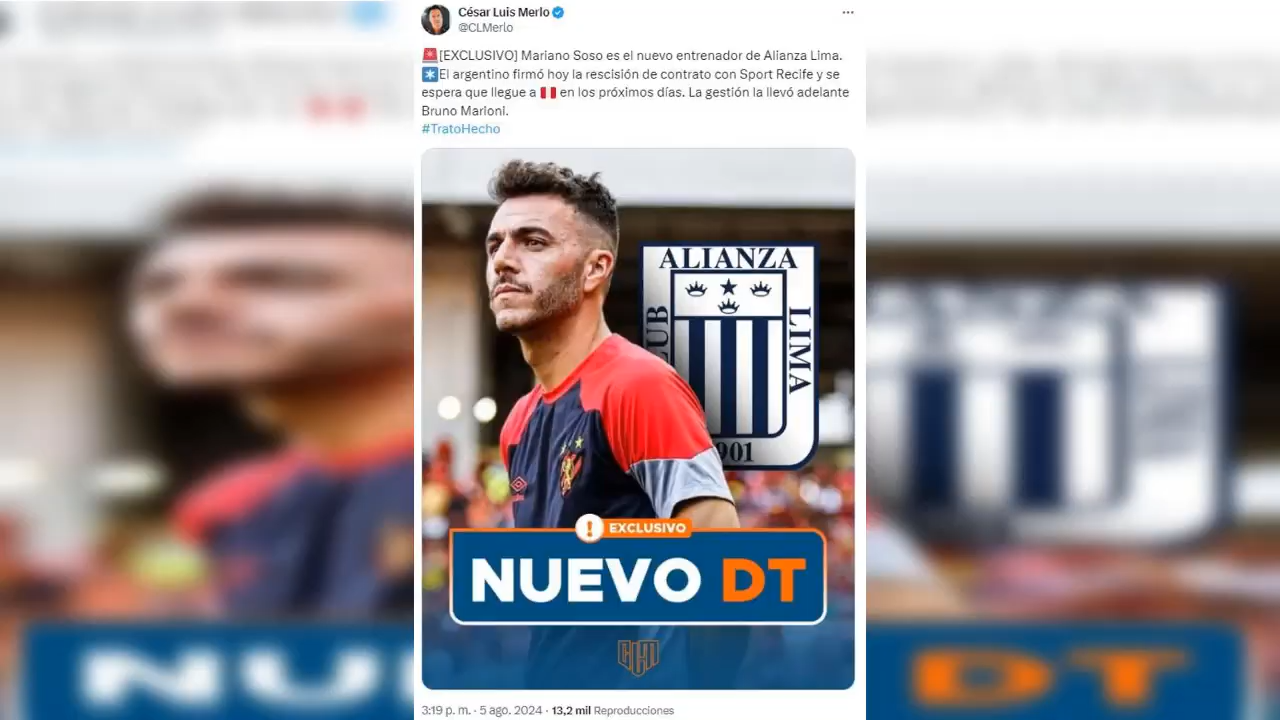 César Luis Merlo
@CLMerlo
[EXCLUSIVO] Mariano Soso es el nuevo entrenador de Alianza Lima.
El argentino firmó hoy la rescisión de contrato con Sport Recife y se
espera que llegue a 🇵🇪 en los próximos días. La gestión la llevó adelante
Bruno Marioni.
#TratoHecho
ALIANZA
LIMA
901
! EXCLUSIVO
NUEVO DT
3:19 p. m. · 5 ago. 2024 · 13,2 mil Reproducciones